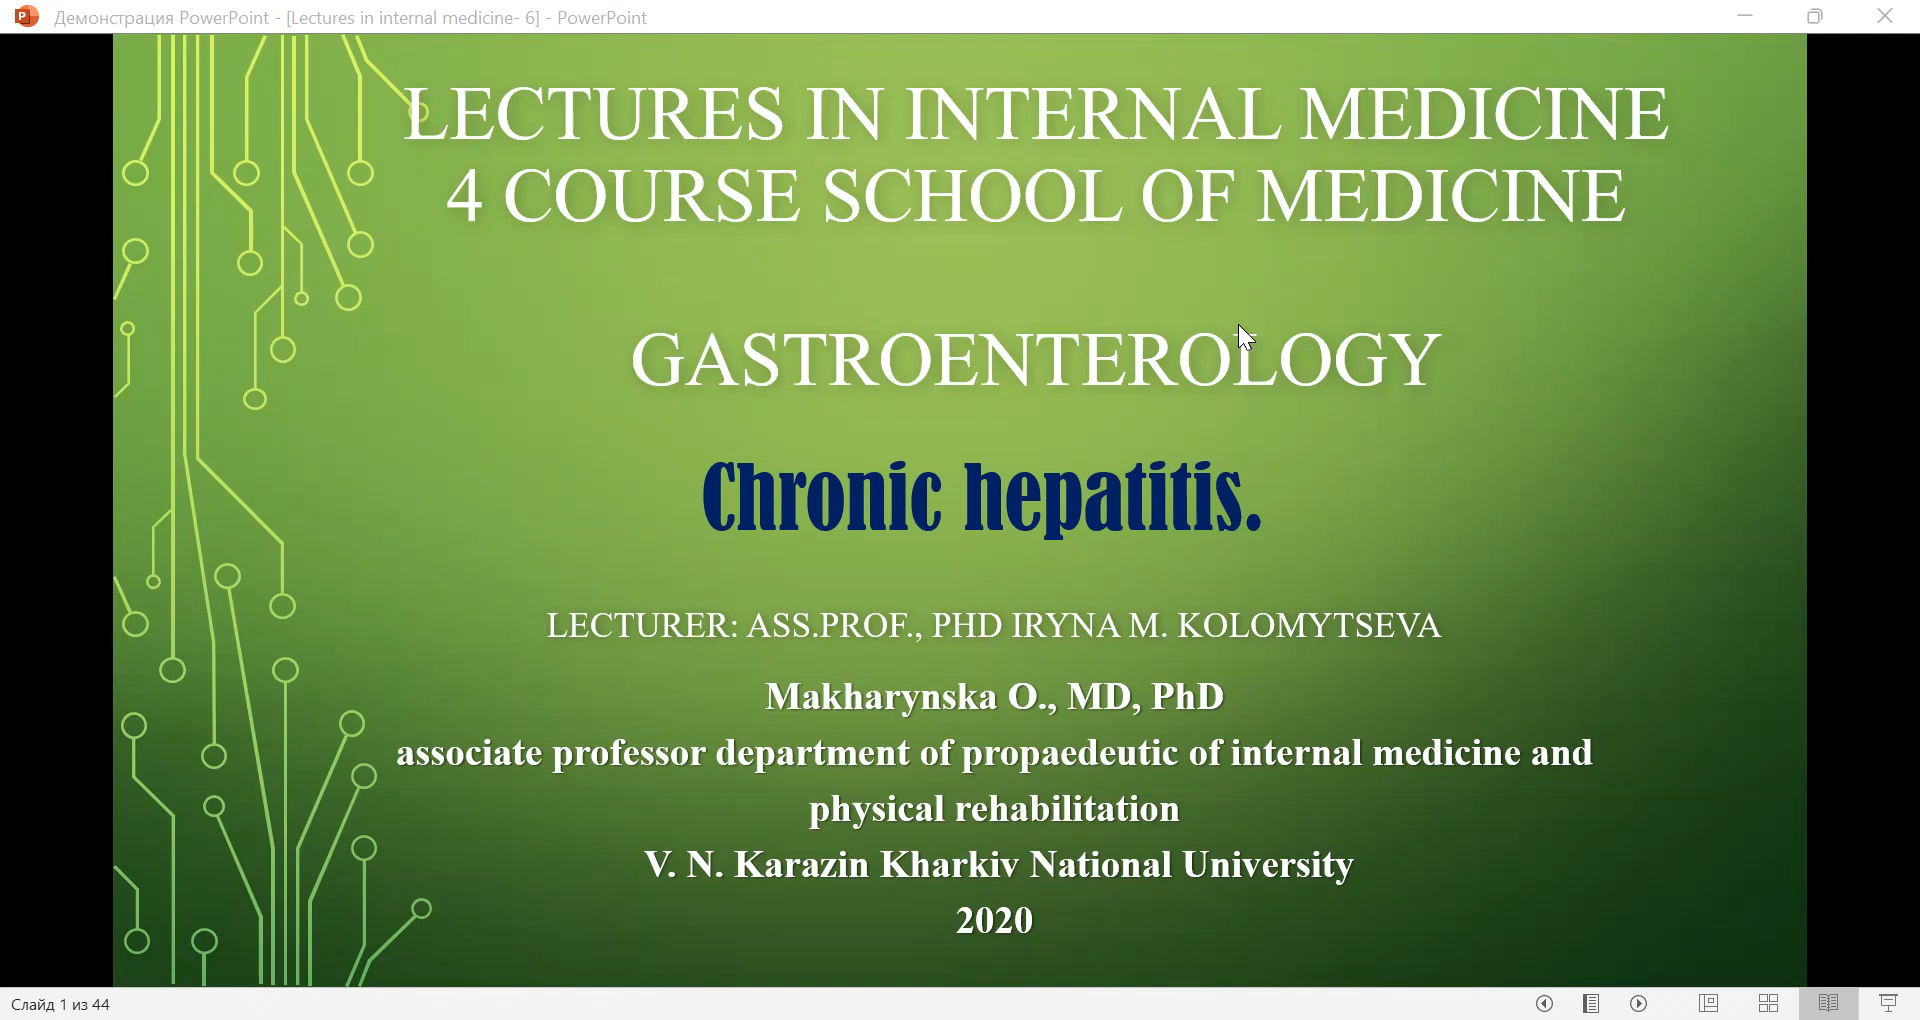 Демонстрация PowerPoint - [Lectures in internal medicine- 6] - PowerPoint
LECTURES IN INTERNAL MEDICINE
4 COURSE SCHOOL OF MEDICINE
GASTROENTEROLOGY
Chronic hepatitis.
LECTURER: ASS.PROF., PHD IRYNA M. KOLOMYTSEVA
Makharynska O., MD, PhD
associate professor department of propaedeutic of internal medicine and
physical rehabilitation
V. N. Karazin Kharkiv National University
2020
Слайд 1 из 44